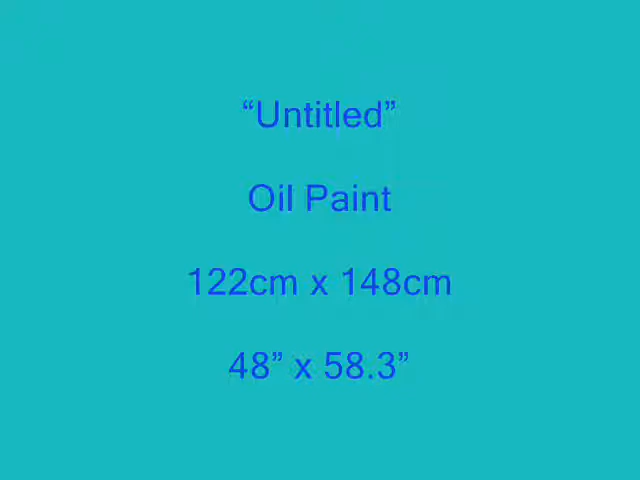 “Untitled”
Oil Paint
122cm x 148cm
48” x 58.3”